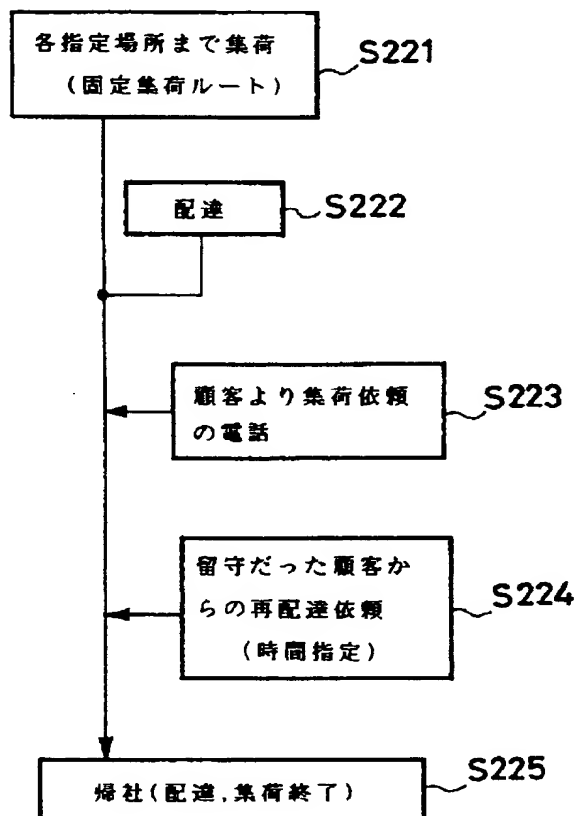 各指定場所まで集荷
(固定集荷ルート)
S221
配達
S222
顧客より集荷依頼
の電話
S223
留守だった顧客か
らの再配達依頼
(時間指定)
S224
帰社(配達,集荷終了)
S225